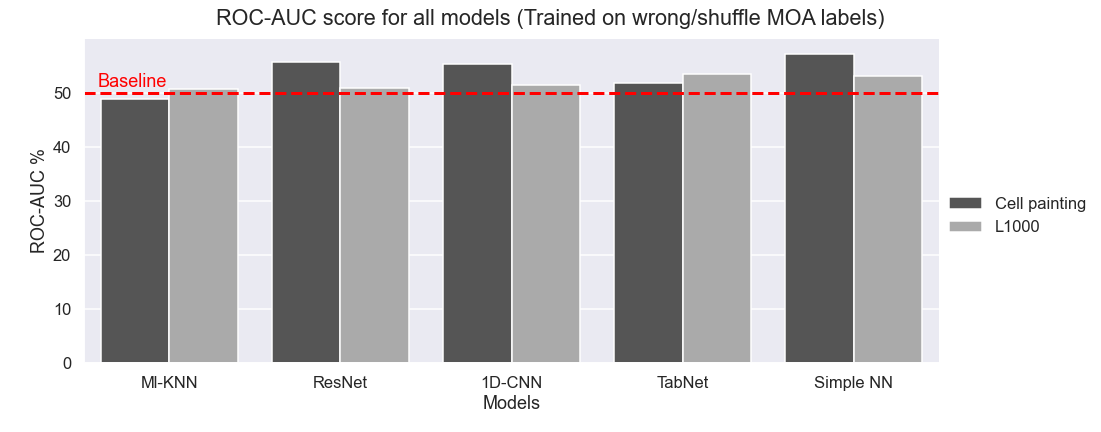 ROC-AUC score for all models (Trained on wrong/shuffle MOA labels)
Baseline
50
40
30
20
10
0
ROC-AUC %
Ml-KNN
ResNet
1D-CNN
TabNet
Simple NN
Models
Cell painting
L1000